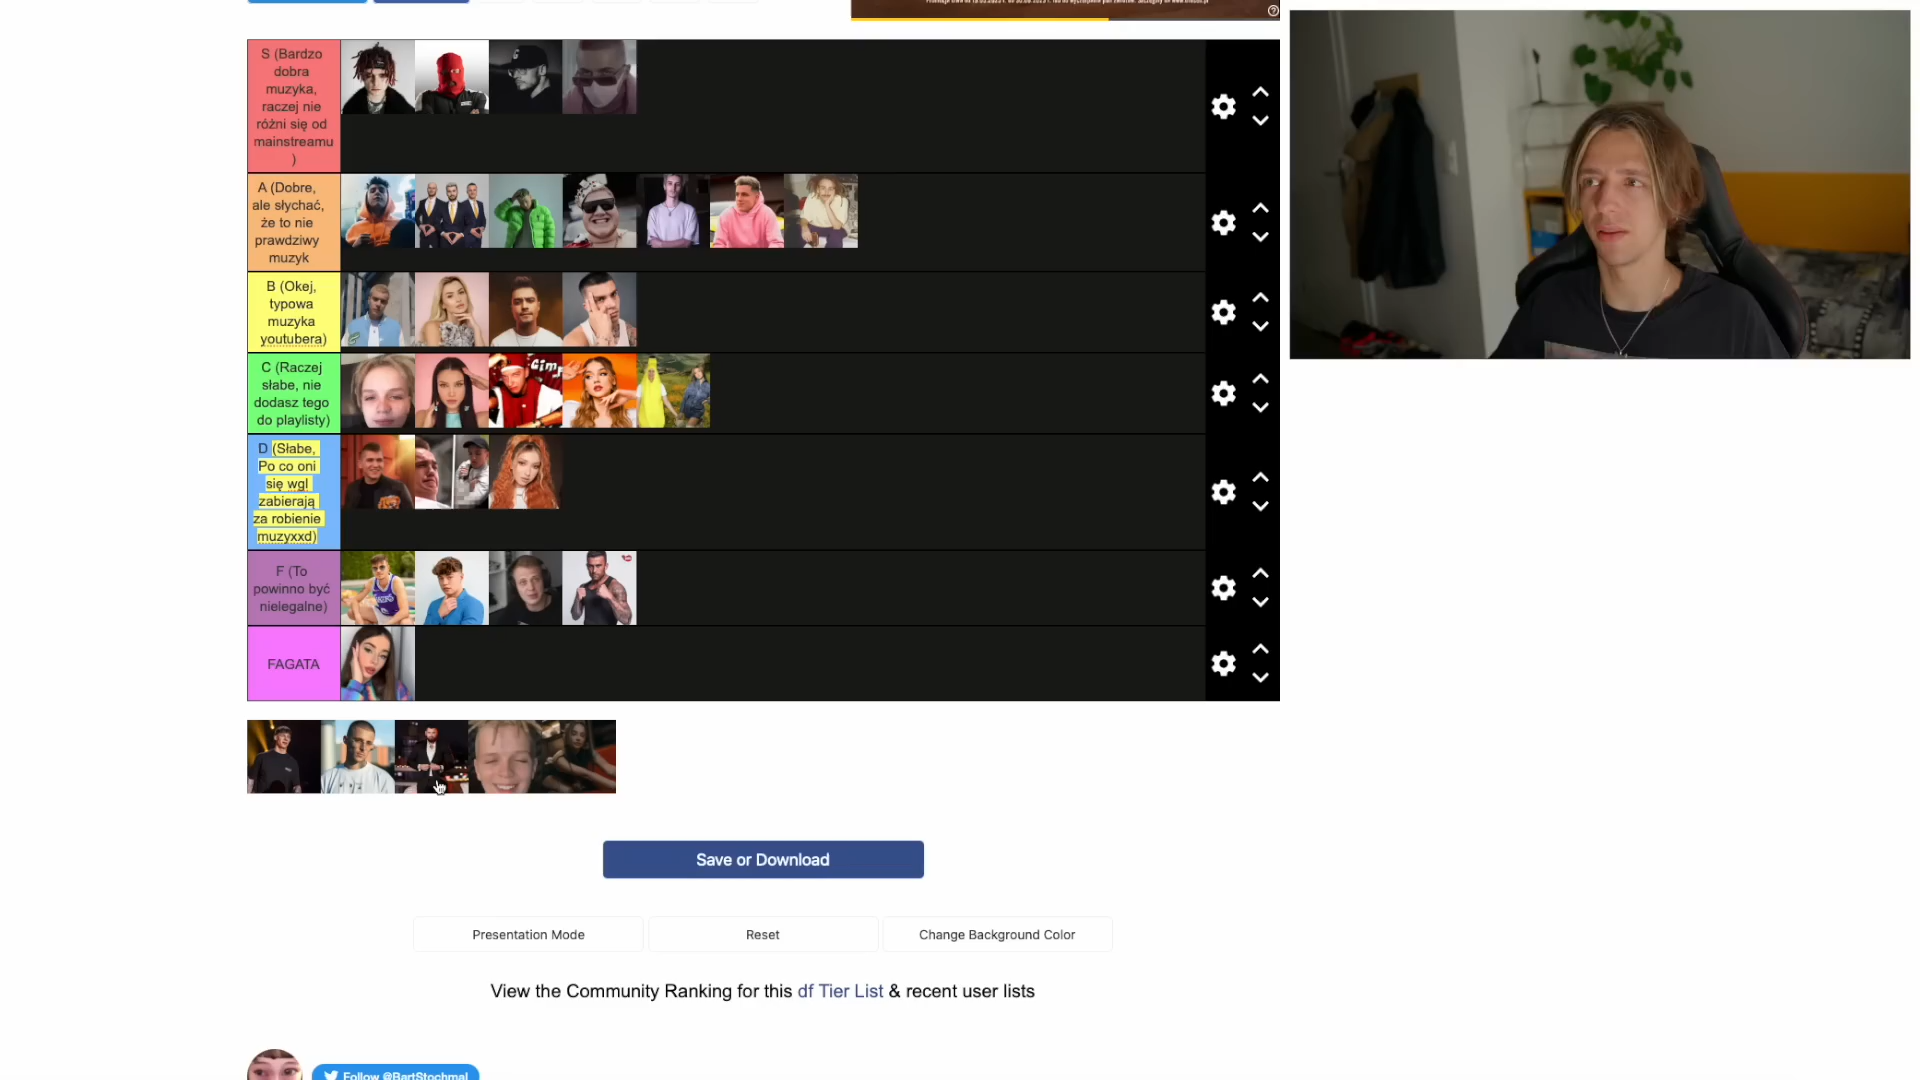 S (Bardzo
dobra
muzyka,
raczej nie
różni się od
mainstreamu
)
A (Dobre,
ale słychać,
że to nie
prawdziwy
muzyk
B (Okej,
typowa
muzyka
youtubera)
C (Raczej
słabe, nie
dodasz tego
do playlisty)
D (Słabe,
Po co oni
się wgl
zabierają
za robienie
muzyxxd)
F (To
powinno być
nielegalne)
FAGATA
Save or Download
Presentation Mode
Reset
Change Background Color
View the Community Ranking for this df Tier List & recent user lists
Follow @BartStochmal